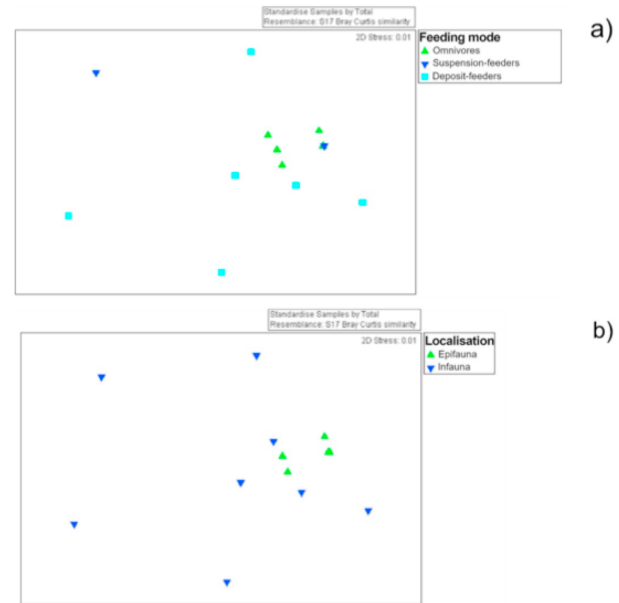 Standardise Samples by Total
Resemblance: S17 Bray Curtis similarity
a)
2D Stress: 0.01
Feeding mode
Omnivores
Suspension-feeders
Deposit-feeders
Standardise Samples by Total
Resemblance: S17 Bray Curtis similarity
b)
2D Stress: 0.01
Localisation
Epifauna
Infauna